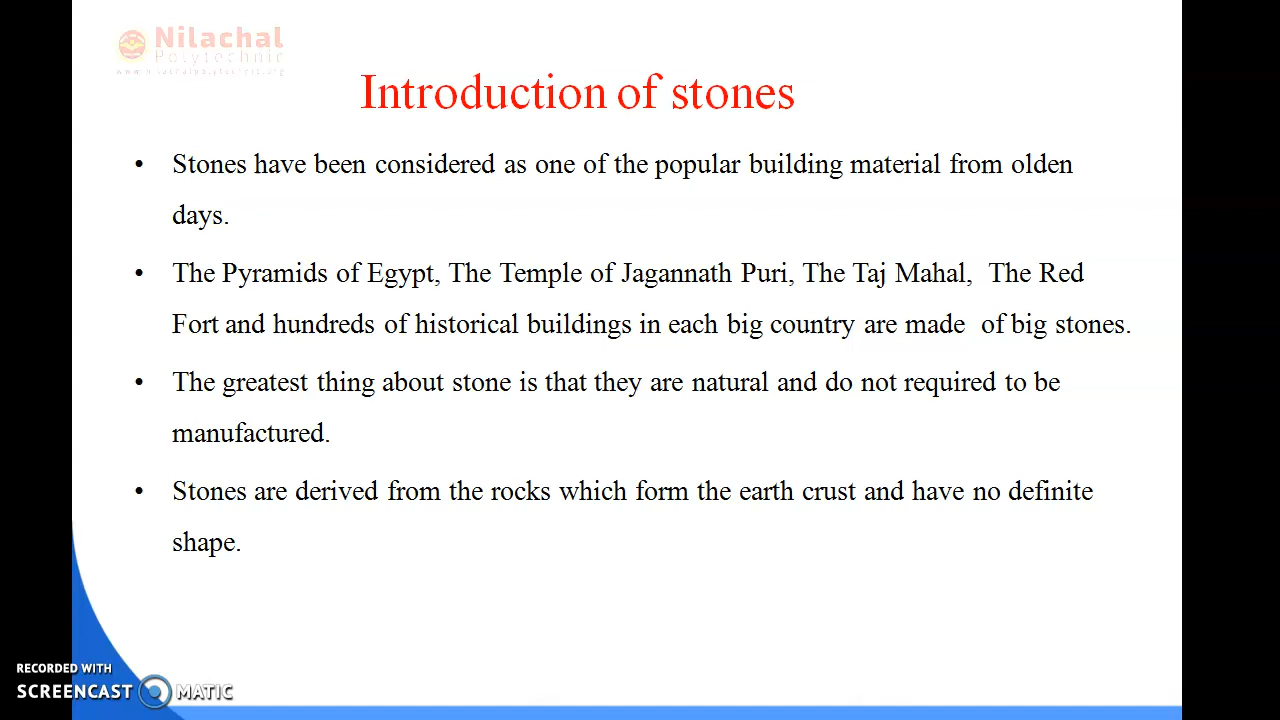 Nilachal
Polytechnic
www.nilachalpolytechnic.org
Introduction of stones
• Stones have been considered as one of the popular building material from olden
days.
• The Pyramids of Egypt, The Temple of Jagannath Puri, The Taj Mahal, The Red
Fort and hundreds of historical buildings in each big country are made of big stones.
• The greatest thing about stone is that they are natural and do not required to be
manufactured.
• Stones are derived from the rocks which form the earth crust and have no definite
shape.
RECORDED WITH
SCREENCAST MATIC